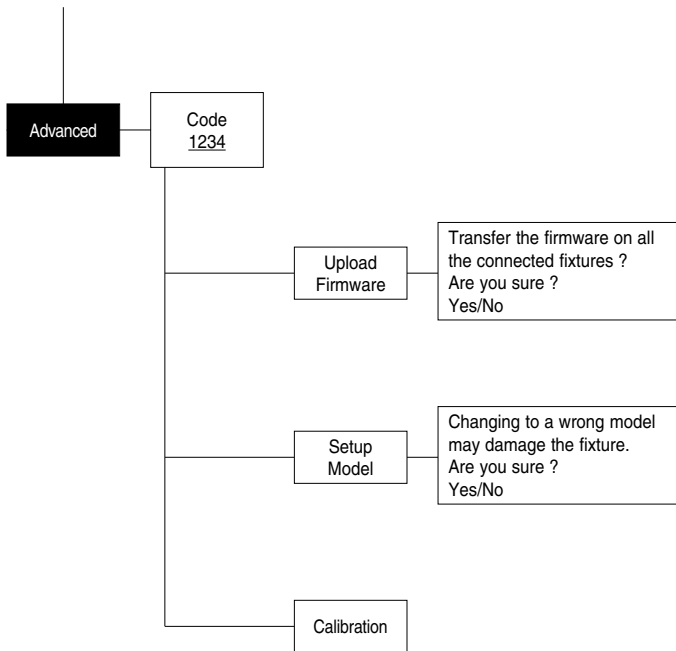 Advanced
Code
1234
Upload
Firmware
Transfer the firmware on all
the connected fixtures ?
Are you sure ?
Yes/No
Setup
Model
Changing to a wrong model
may damage the fixture.
Are you sure ?
Yes/No
Calibration